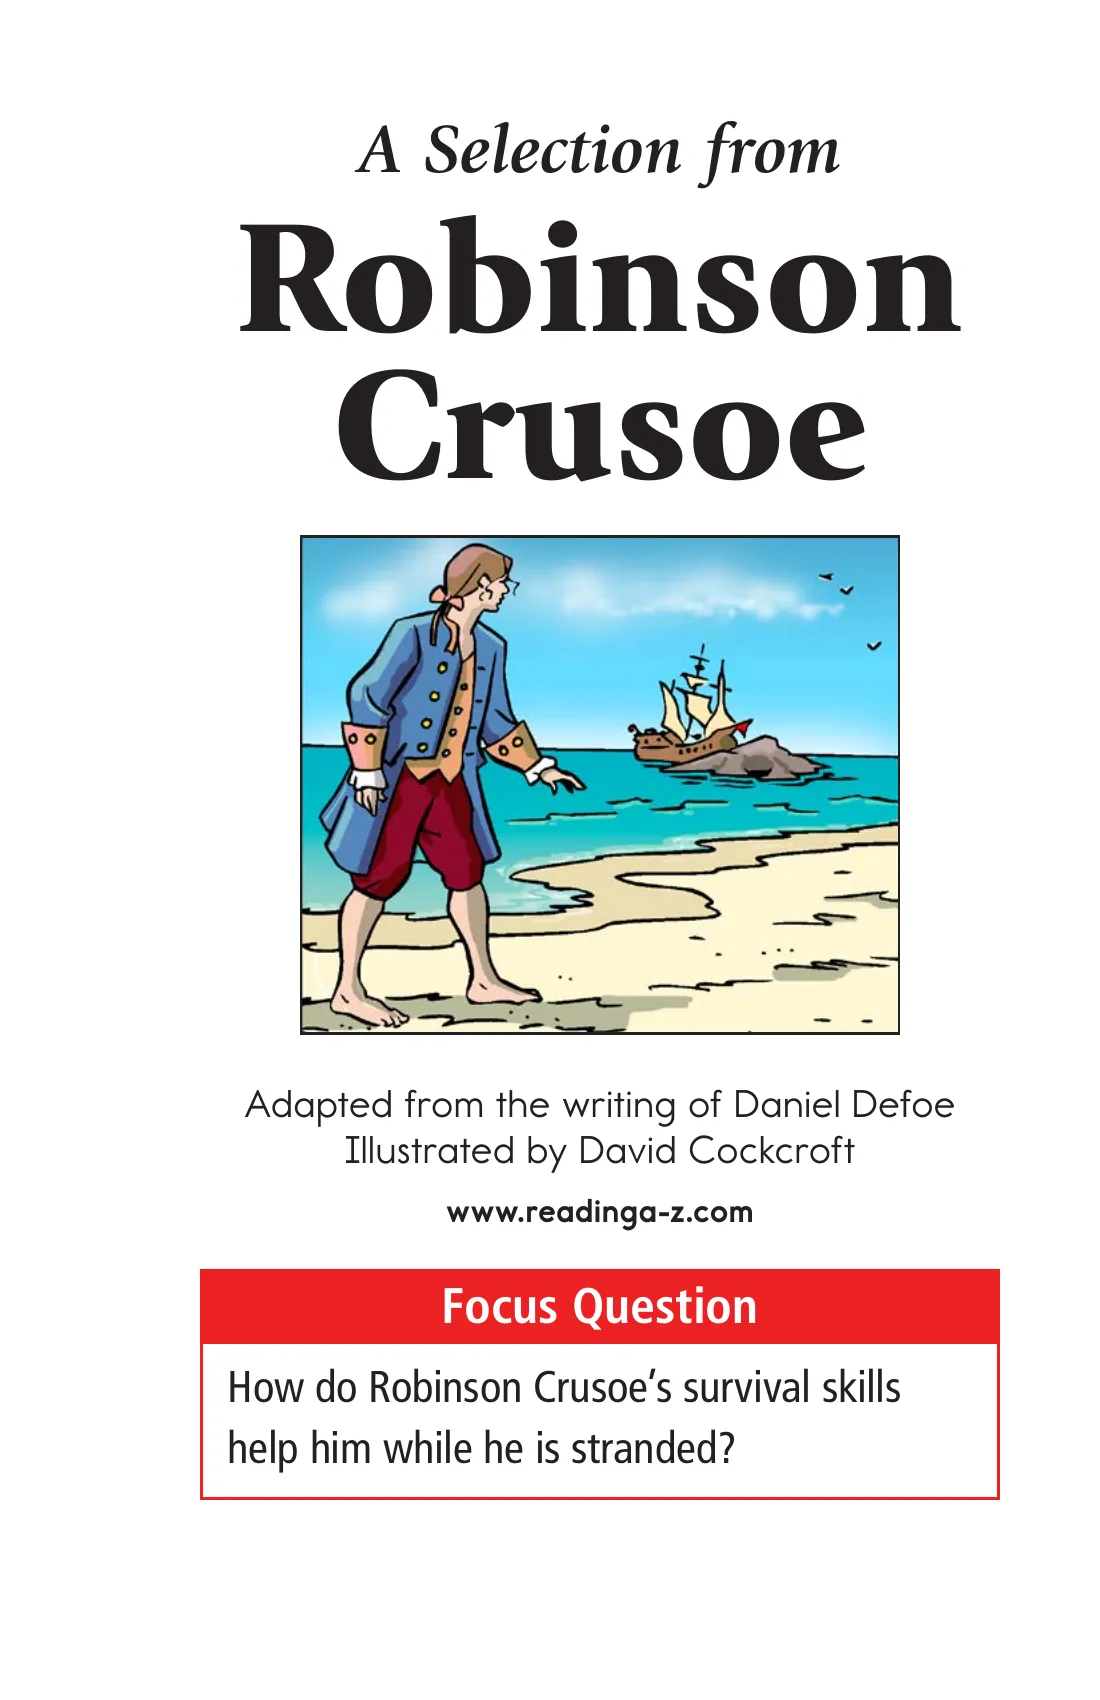 A Selection from
Robinson
Crusoe
Adapted from the writing of Daniel Defoe
Illustrated by David Cockcroft
www.readinga-z.com
Focus Question
How do Robinson Crusoe’s survival skills
help him while he is stranded?